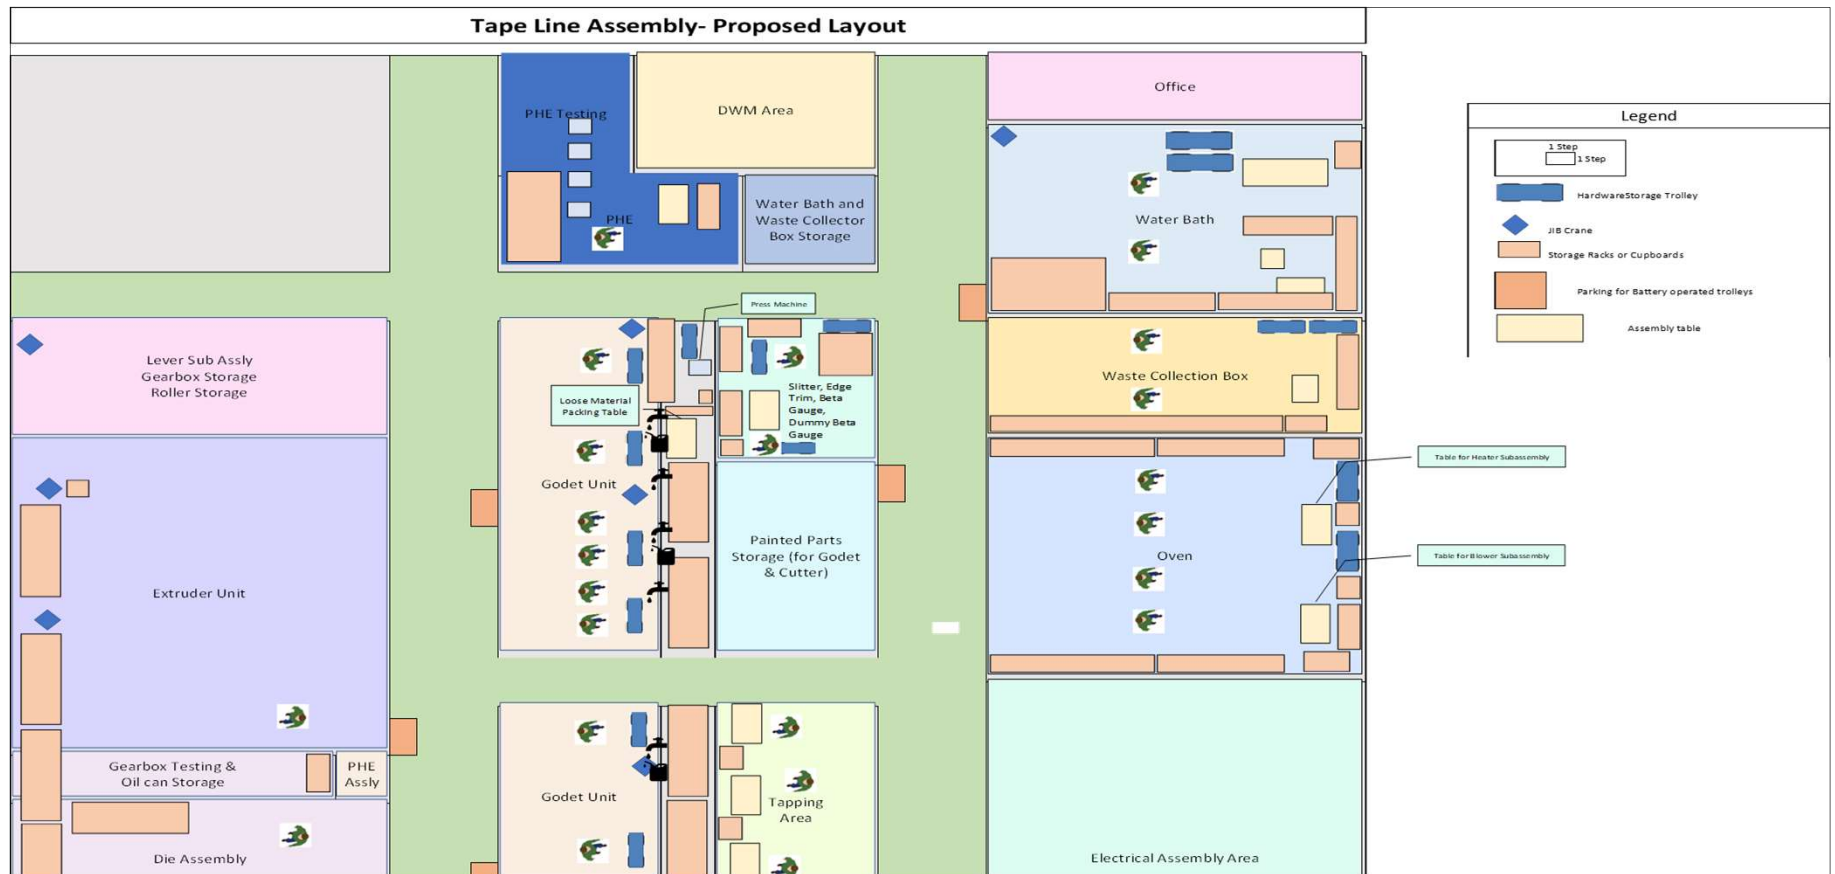 Tape Line Assembly- Proposed Layout
PHE Testing
DWM Area
Office
Legend
1 Step
1 Step
HardwareStorage Trolley
JIB Crane
Storage Racks or Cupboards
Parking for Battery operated trolleys
Assembly table
PHE
Water Bath and
Waste Collector
Box Storage
Water Bath
Press Machine
Lever Sub Assly
Gearbox Storage
Roller Storage
Loose Material
Packing Table
Slitter, Edge
Trim, Beta
Gauge,
Dummy Beta
Gauge
Waste Collection Box
Godet Unit
Table for Heater Subassembly
Painted Parts
Storage (for Godet
& Cutter)
Oven
Table for Blower Subassembly
Extruder Unit
Gearbox Testing &
Oil can Storage
PHE
Assly
Godet Unit
Tapping
Area
Die Assembly
Electrical Assembly Area